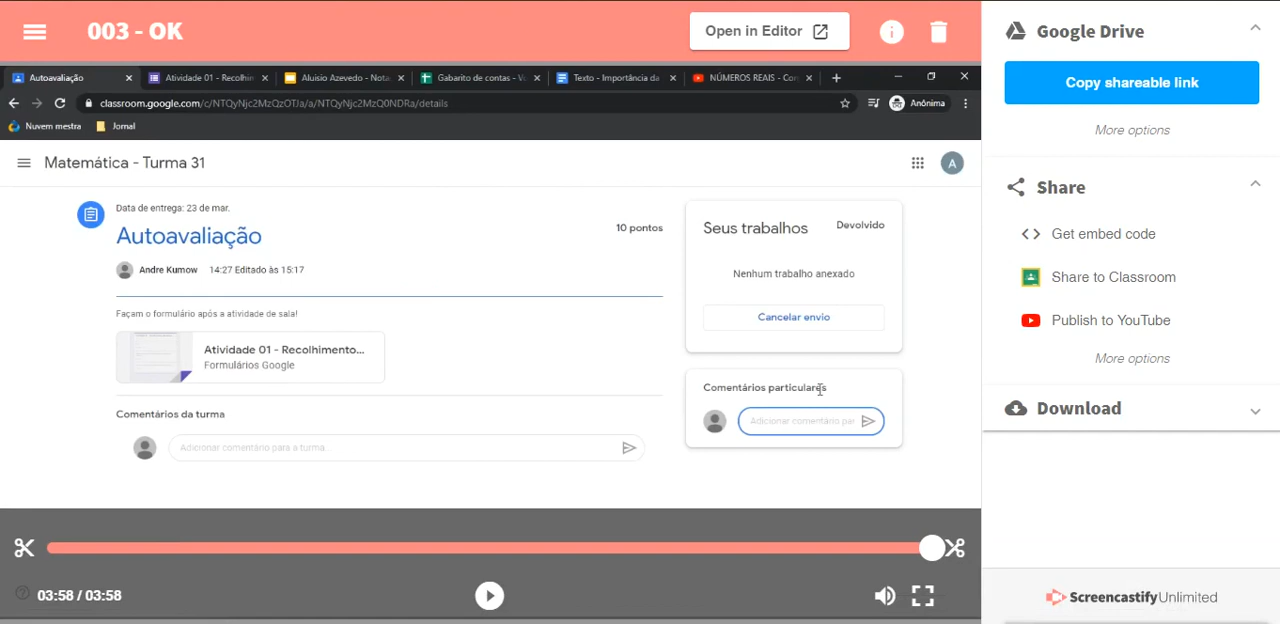 003 - OK
Open in Editor
Google Drive
Copy shareable link
More options
Share
Get embed code
Share to Classroom
Publish to YouTube
More options
Download
Screencastify Unlimited
Autoavaliação
Atividade 01 - Recolhim
Aluisio Azevedo - Nota
Gabarito de contas - V
Texto - Importância da
NÚMEROS REAIS - Con
classroom.google.com/c/NTQyNjc2MzQzOTJa/a/NTQyNjc2MzQ0NDRa/details
Anônima
Nuvem mestra
Jornal
Matemática - Turma 31
A
Data de entrega: 23 de mar.
Autoavaliação
10 pontos
Andre Kumow 14:27 Editado às 15:17
Façam o formulário após a atividade de sala!
Atividade 01 - Recolhimento...
Formulários Google
Comentários da turma
Adicionar comentário para a turma...
Seus trabalhos
Devolvido
Nenhum trabalho anexado
Cancelar envio
Comentários particulares
Adicionar comentário par
03:58 / 03:58